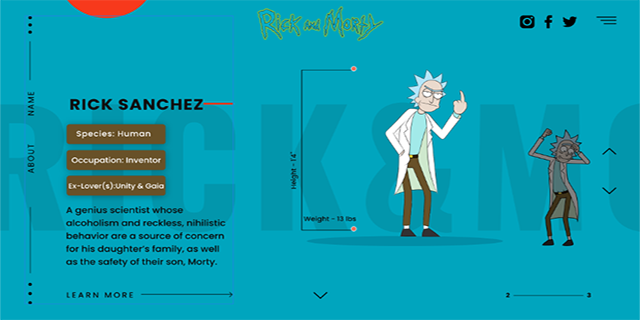 Rick and Morty
NAME
ABOUT
RICK & MO
RICK SANCHEZ
Species: Human
Occupation: Inventor
Ex-Lover(s):Unity & Gaia
A genius scientist whose
alcoholism and reckless, nihilistic
behavior are a source of concern
for his daughter's family, as well
as the safety of their son, Morty.
LEARN MORE
Height - 1'4"
Weight - 13 lbs
2
3